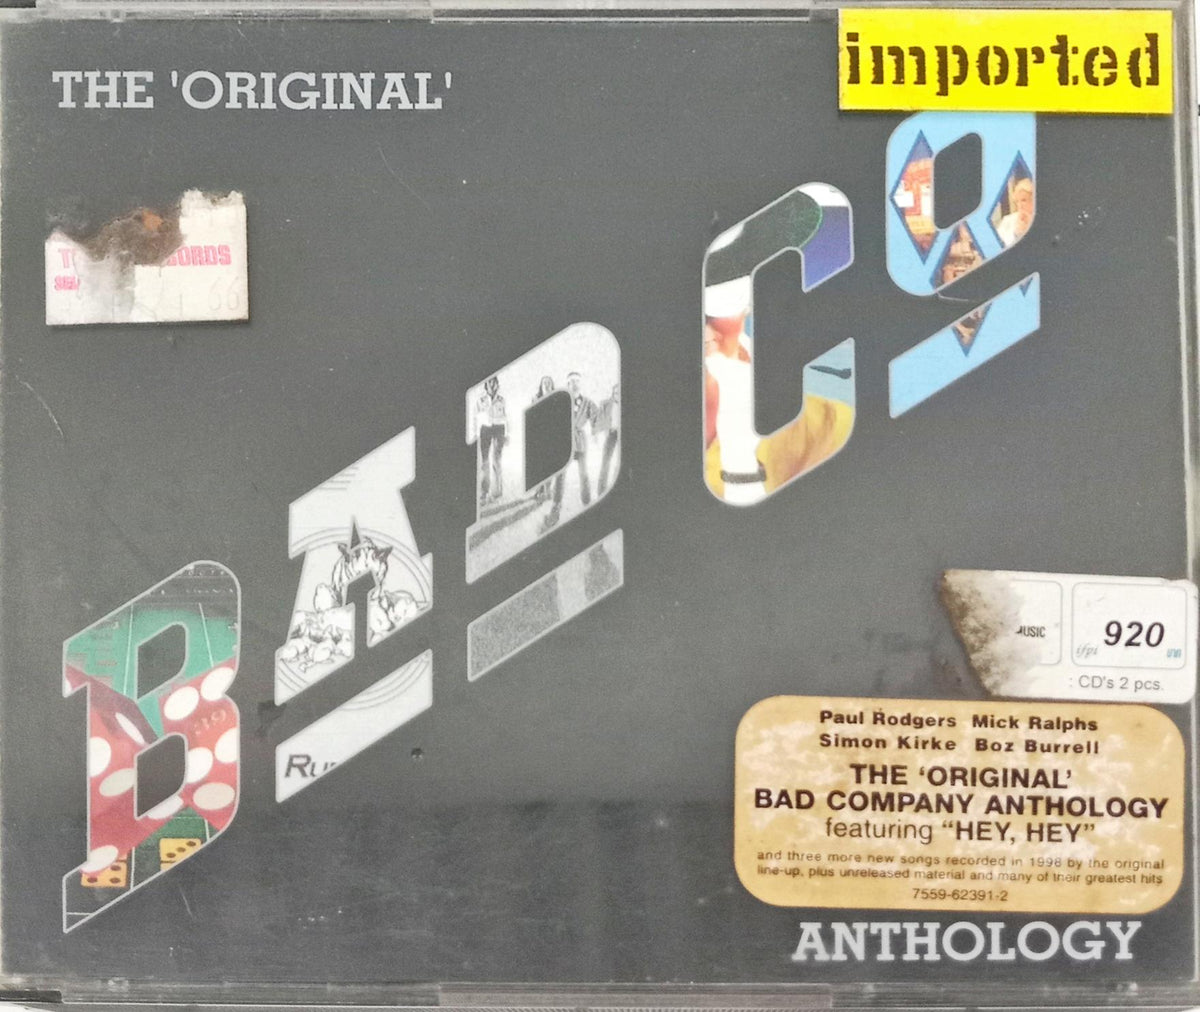 THE 'ORIGINAL'
imported
BAD CO
920
ifpi
: CD's 2 pcs.
Paul Rodgers Mick Ralphs
Simon Kirke Boz Burrell
THE 'ORIGINAL'
BAD COMPANY ANTHOLOGY
featuring "HEY, HEY"
and three more new songs recorded in 1998 by the original
line-up, plus unreleased material and many of their greatest hits
7559-62391-2
ANTHOLOGY